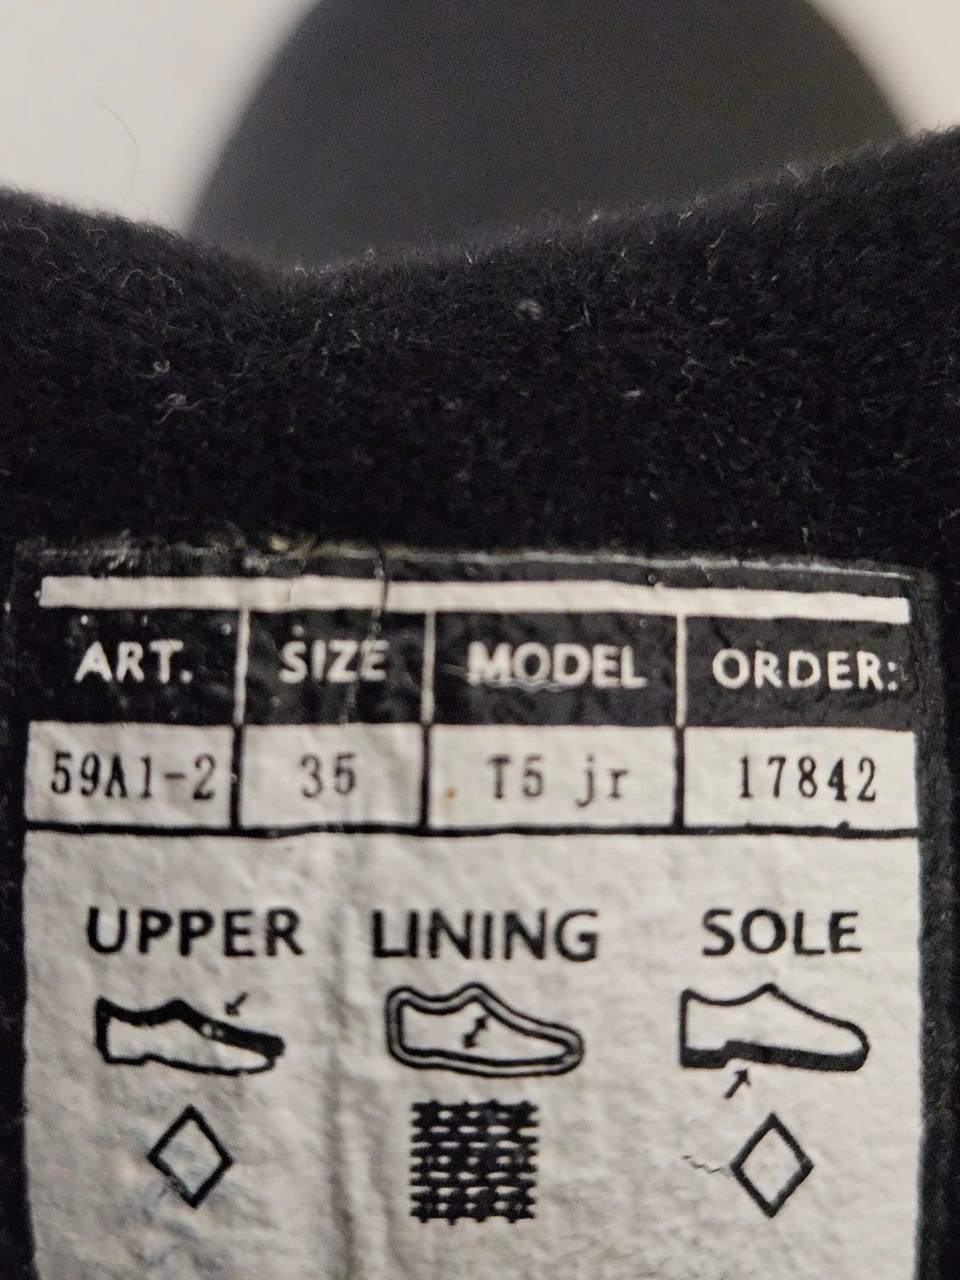 ART. SIZE MODEL ORDER:
59A1-2 35 T5 jr 17842
UPPER LINING SOLE